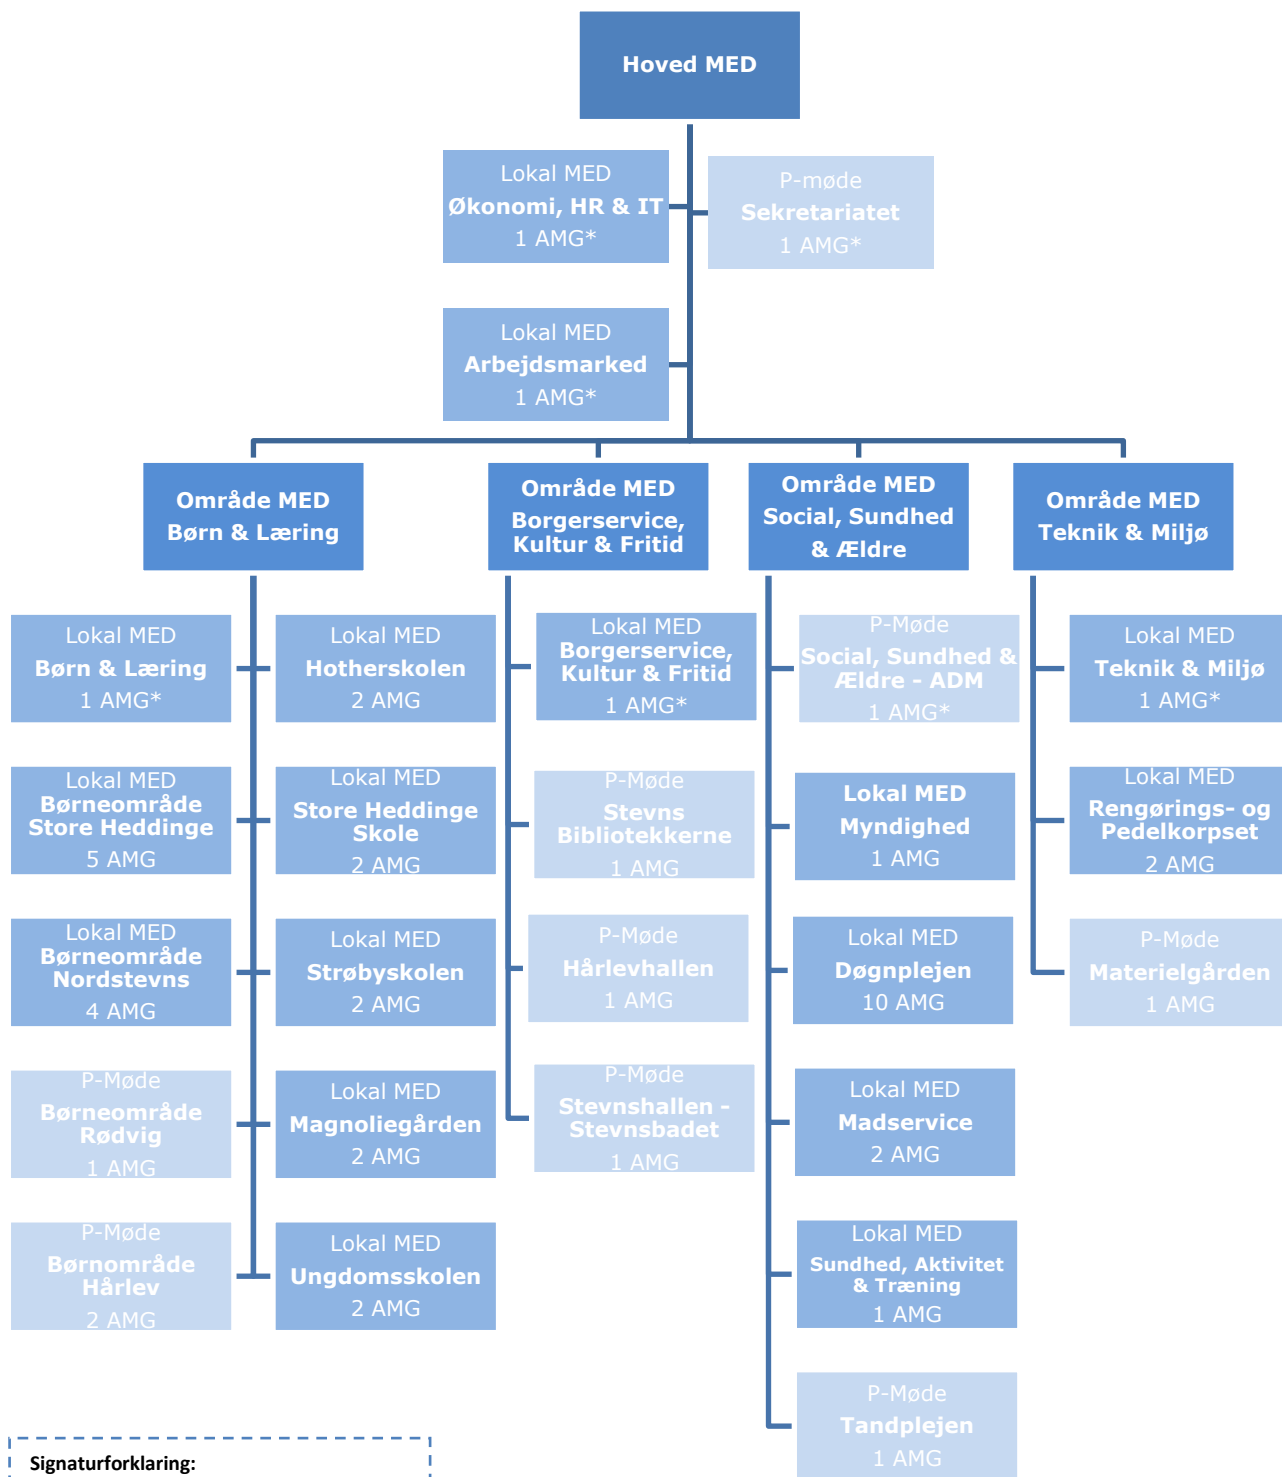 Hoved MED
Lokal MED
Økonomi, HR & IT
1 AMG*
P-møde
Sekretariatet
1 AMG*
Lokal MED
Arbejdsmarked
1 AMG*
Område MED
Børn & Læring
Område MED
Borgerservice,
Kultur & Fritid
Område MED
Social, Sundhed
& Ældre
Område MED
Teknik & Miljø
Lokal MED
Børn & Læring
1 AMG*
Lokal MED
Hotherskolen
2 AMG
Lokal MED
Borgerservice,
Kultur & Fritid
1 AMG*
P-Møde
Social, Sundhed &
Ældre - ADM
1 AMG*
Lokal MED
Teknik & Miljø
1 AMG*
Lokal MED
Børneområde
Store Heddinge
5 AMG
Lokal MED
Store Heddinge
Skole
2 AMG
P-Møde
Stevns
Bibliotekkerne
1 AMG
Lokal MED
Myndighed
1 AMG
Lokal MED
Rengørings- og
Pedelkorpset
2 AMG
Lokal MED
Børneområde
Nordstevns
4 AMG
Lokal MED
Strøbyskolen
2 AMG
P-Møde
Hårlevhallen
1 AMG
Lokal MED
Døgnplejen
10 AMG
P-Møde
Materielgården
1 AMG
P-Møde
Børneområde
Rødvig
1 AMG
Lokal MED
Magnoliegården
2 AMG
P-Møde
Stevnshallen -
Stevnsbadet
1 AMG
Lokal MED
Madservice
2 AMG
P-Møde
Børnområde
Hårlev
2 AMG
Lokal MED
Ungdomsskolen
2 AMG
Lokal MED
Sundhed, Aktivitet
& Træning
1 AMG
P-Møde
Tandplejen
1 AMG
Signaturforklaring: